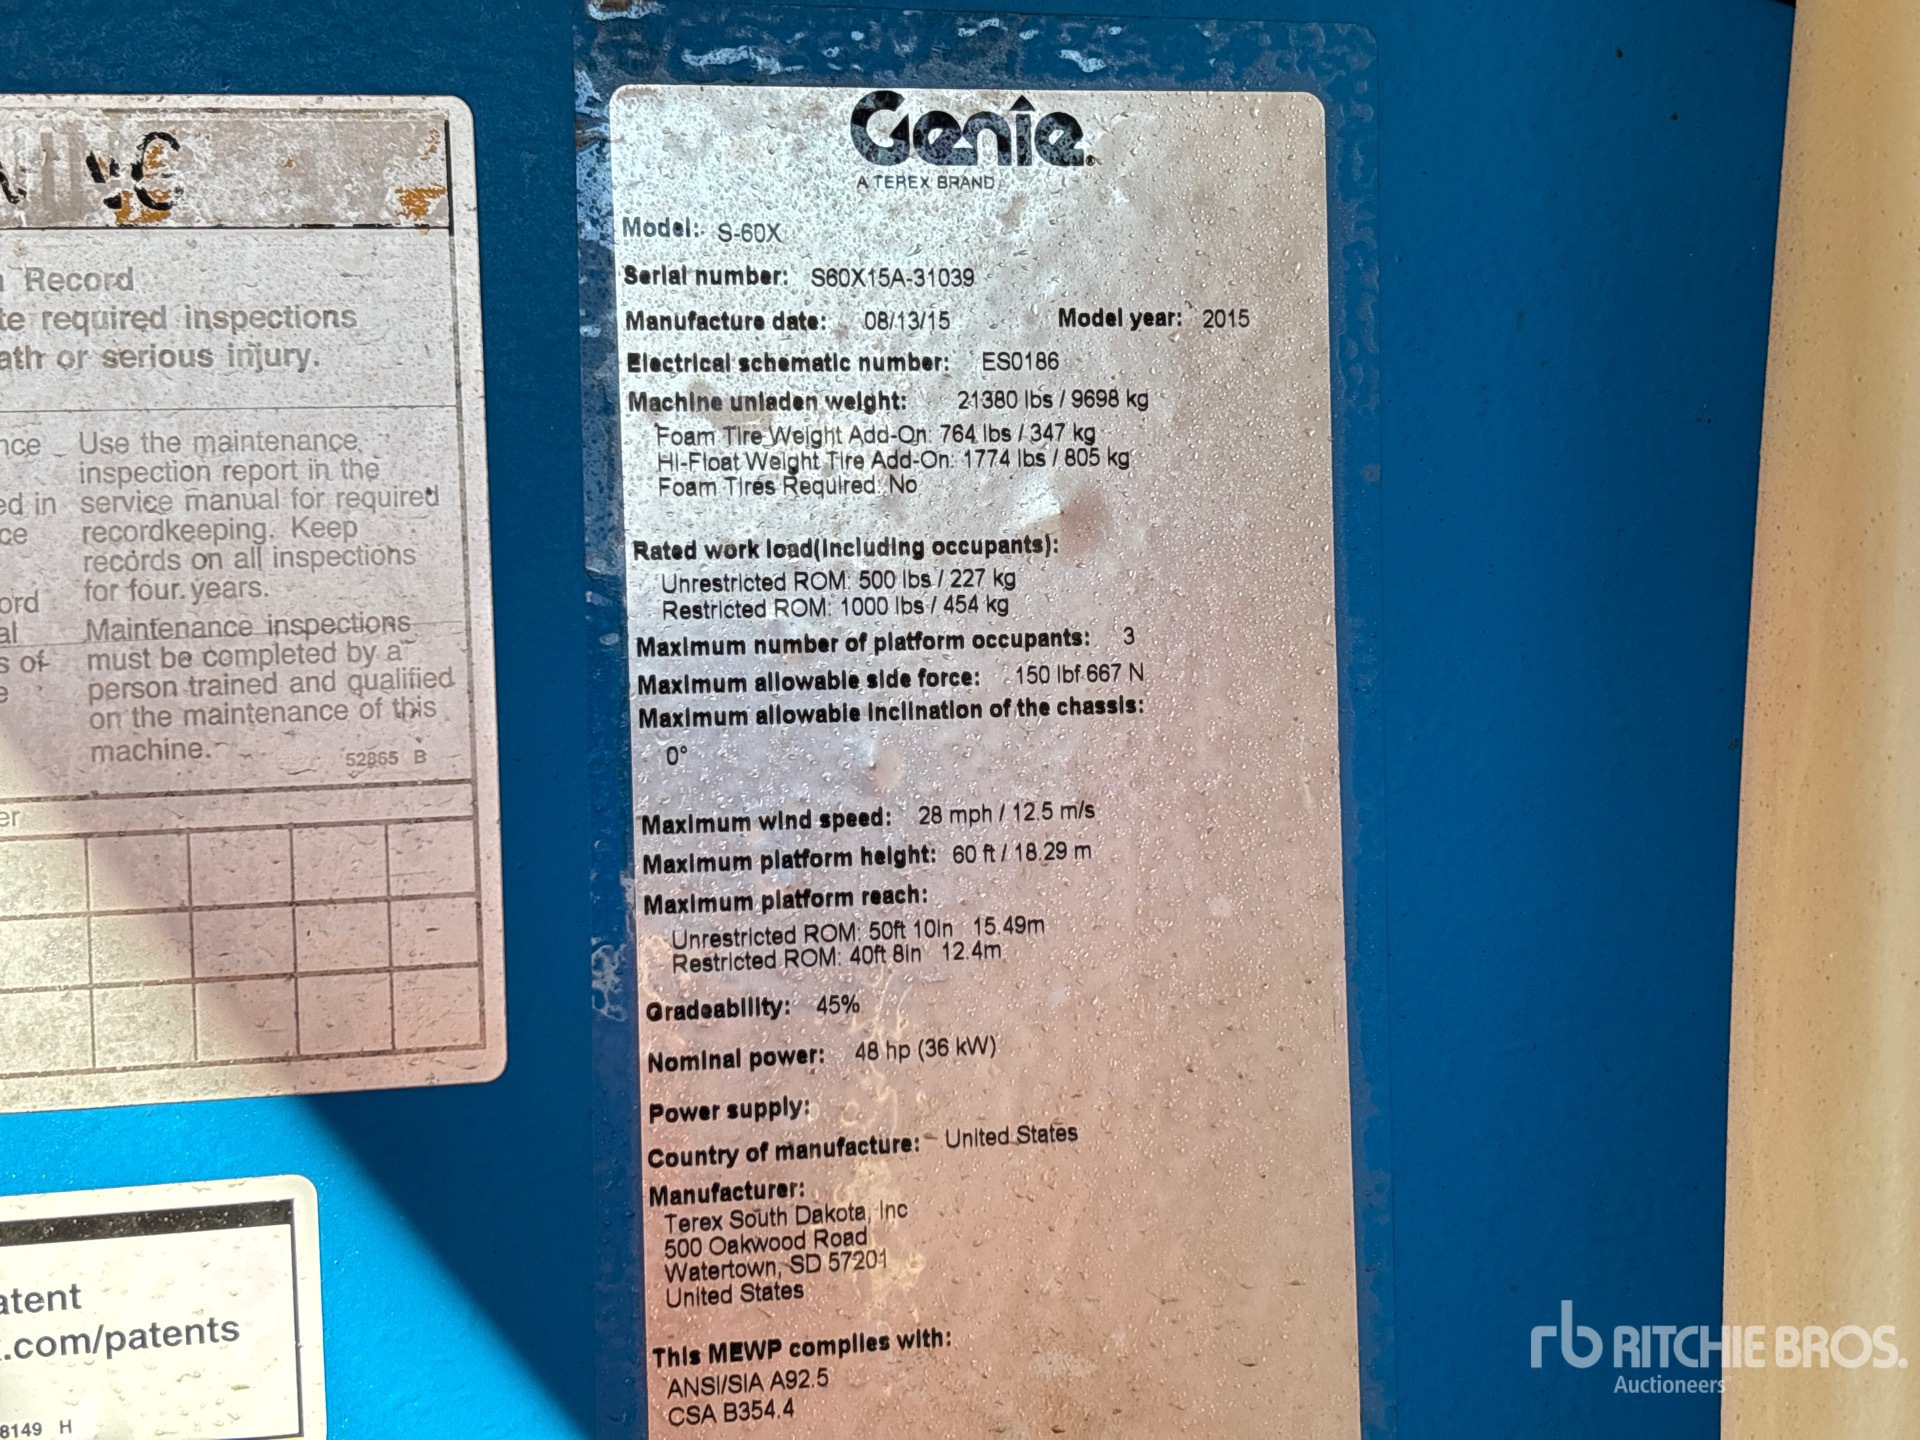 Record
te required inspections
ath or serious injury.
nce
ed in
ce
ord
al
s of
e
Use the maintenance
inspection report in the
service manual for required
recordkeeping. Keep
records on all inspections
for four years.
Maintenance inspections
must be completed by a
person trained and qualified
on the maintenance of this
machine.
52865 B
er
atent
.com/patents
8149 H
Genie®
A TEREX BRAND
Model: S-60X
Serial number: S60X15A-31039
Manufacture date: 08/13/15 Model year: 2015
Electrical schematic number: ES0186
Machine unladen weight: 21380 lbs / 9698 kg
Foam Tire Weight Add-On: 764 lbs / 347 kg
Hi-Float Weight Tire Add-On: 1774 lbs / 805 kg
Foam Tires Required: No
Rated work load(including occupants):
Unrestricted ROM: 500 lbs / 227 kg
Restricted ROM: 1000 lbs / 454 kg
Maximum number of platform occupants: 3
Maximum allowable side force: 150 lbf 667 N
Maximum allowable inclination of the chassis:
0°
Maximum wind speed: 28 mph / 12.5 m/s
Maximum platform height: 60 ft / 18.29 m
Maximum platform reach:
Unrestricted ROM: 50ft 10in 15.49m
Restricted ROM: 40ft 8in 12.4m
Gradeability: 45%
Nominal power: 48 hp (36 kW)
Power supply:
Country of manufacture: United States
Manufacturer:
Terex South Dakota, Inc
500 Oakwood Road
Watertown, SD 57201
United States
This MEWP complies with:
ANSI/SIA A92.5
CSA B354.4
rb RITCHIE BROS.
Auctioneers